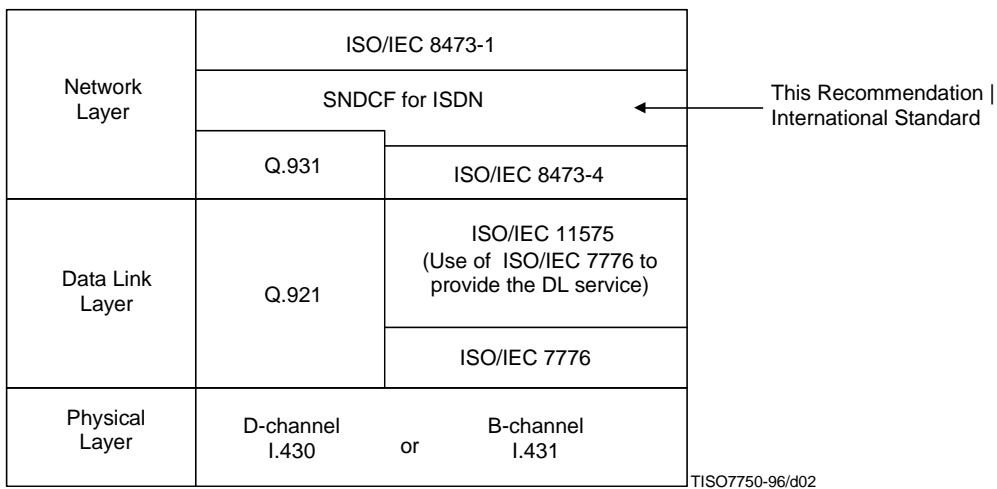 ISO/IEC 8473-1
Network
Layer
SNDCF for ISDN
This Recommendation |
International Standard
Q.931
ISO/IEC 8473-4
Data Link
Layer
Q.921
ISO/IEC 11575
(Use of ISO/IEC 7776 to
provide the DL service)
ISO/IEC 7776
Physical
Layer
D-channel
I.430
or
B-channel
I.431
TISO7750-96/d02